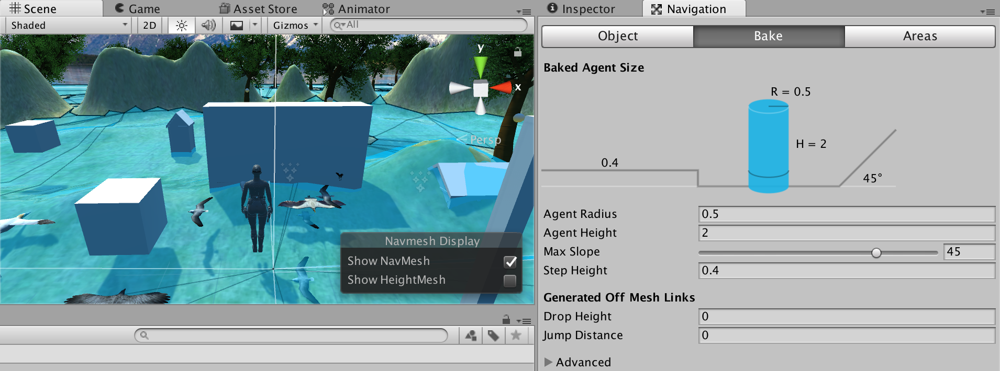 Scene
Game
Asset Store
Animator
Shaded
2D
Gizmos
All
y
x
Persp
Navmesh Display
Show NavMesh
Show HeightMesh
Inspector
Navigation
Object
Bake
Areas
Baked Agent Size
R = 0.5
H = 2
0.4
45°
Agent Radius 0.5
Agent Height 2
Max Slope 45
Step Height 0.4
Generated Off Mesh Links
Drop Height 0
Jump Distance 0
Advanced